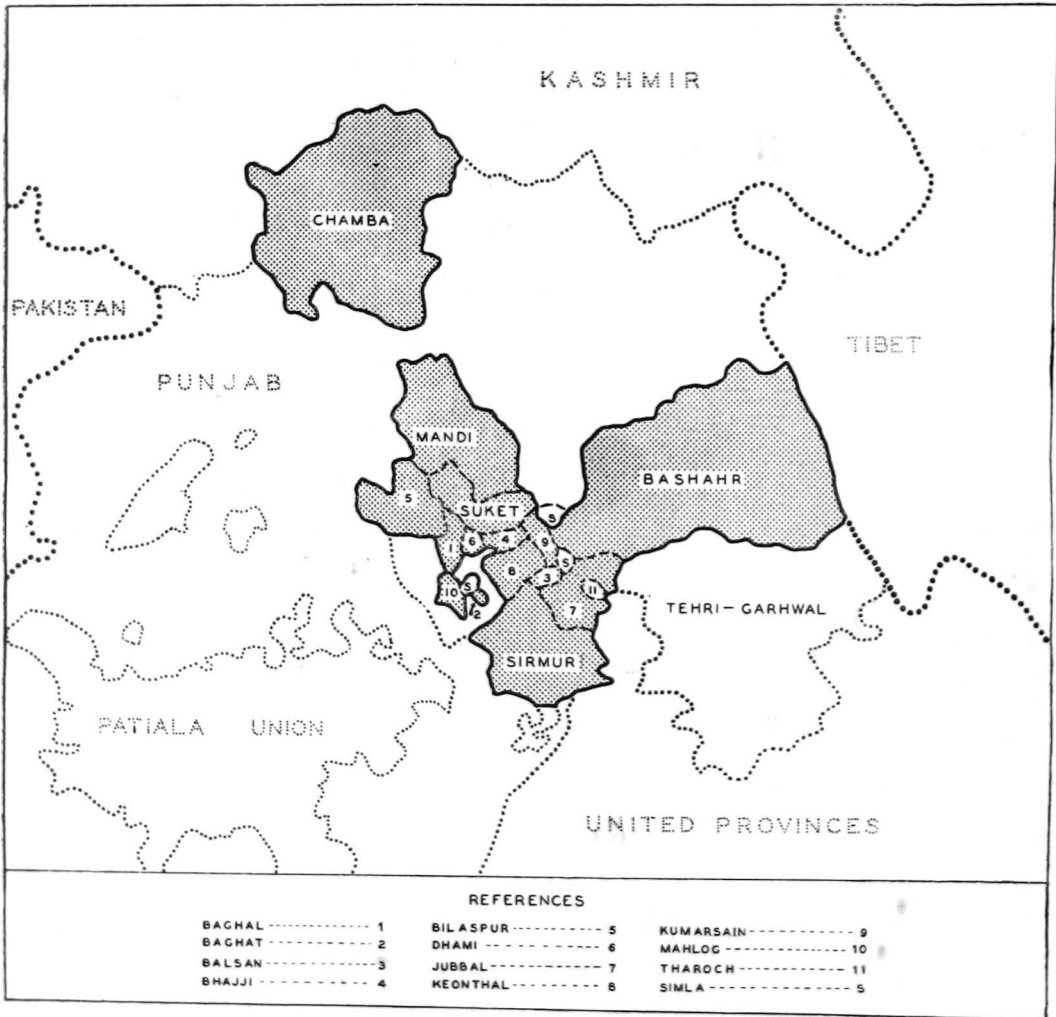 KASHMIR
CHAMBA
PAKISTAN
TIBET
PUNJAB
MANDI
BASHAHR
5
SUKET
S
6
4
9
1
S
8
3
10
S
11
2
7
TEHRI-GARHWAL
SIRMUR
PATIALA UNION
UNITED PROVINCES
REFERENCES
BAGHAL ------------- 1 BILASPUR ---------- 5 KUMARSAIN ---------- 9
BAGHAT ------------- 2 DHAMI ------------- 6 MAHLOG ------------- 10
BALSAN ------------- 3 JUBBAL ------------ 7 THAROCH ------------ 11
BHAJJI ------------- 4 KEONTHAL ---------- 8 SIMLA -------------- S